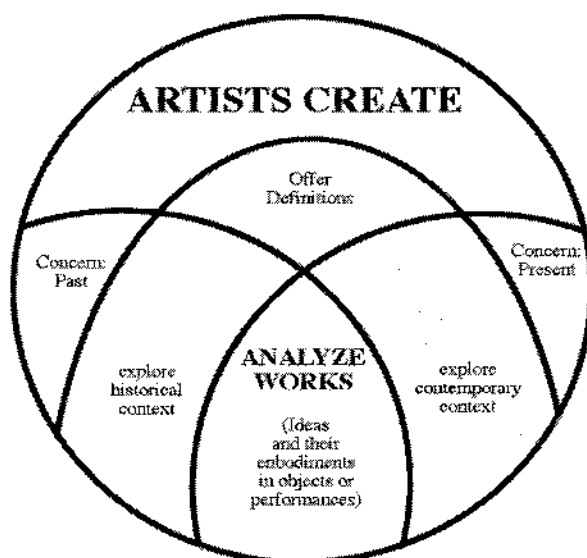 ARTISTS CREATE
Offer
Definitions
Concern:
Past
Concern:
Present
explore
historical
context
ANALYZE
WORKS
(Ideas
and their
enbodiments
in objects or
performances)
explore
contemporary
context